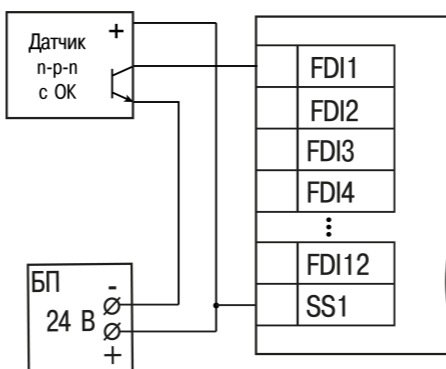 Датчик
n-p-n
с ОК
+
FDI1
FDI2
FDI3
FDI4
⋮
FDI12
SS1
БП
-
24 В
+